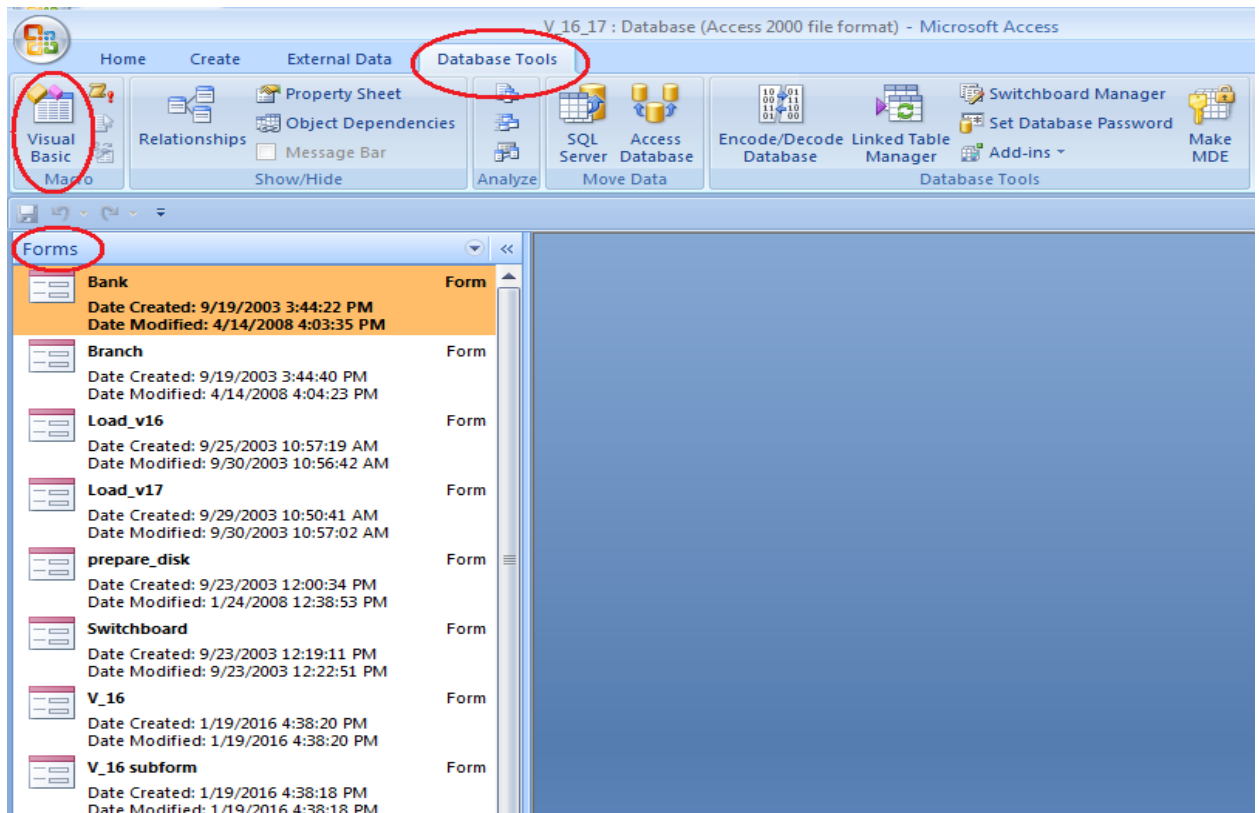 V_16_17 : Database (Access 2000 file format) - Microsoft Access
Home Create External Data Database Tools
Visual Basic
Relationships
Property Sheet
Object Dependencies
Message Bar
SQL Server
Access Database
Encode/Decode Database
Linked Table Manager
Switchboard Manager
Set Database Password
Add-ins
Make MDE
Macro Show/Hide Analyze Move Data Database Tools
Forms
Bank Form
Date Created: 9/19/2003 3:44:22 PM
Date Modified: 4/14/2008 4:03:35 PM
Branch Form
Date Created: 9/19/2003 3:44:40 PM
Date Modified: 4/14/2008 4:04:23 PM
Load_v16 Form
Date Created: 9/25/2003 10:57:19 AM
Date Modified: 9/30/2003 10:56:42 AM
Load_v17 Form
Date Created: 9/29/2003 10:50:41 AM
Date Modified: 9/30/2003 10:57:02 AM
prepare_disk Form
Date Created: 9/23/2003 12:00:34 PM
Date Modified: 1/24/2008 12:38:53 PM
Switchboard Form
Date Created: 9/23/2003 12:19:11 PM
Date Modified: 9/23/2003 12:22:51 PM
V_16 Form
Date Created: 1/19/2016 4:38:20 PM
Date Modified: 1/19/2016 4:38:20 PM
V_16 subform Form
Date Created: 1/19/2016 4:38:18 PM
Date Modified: 1/19/2016 4:38:18 PM